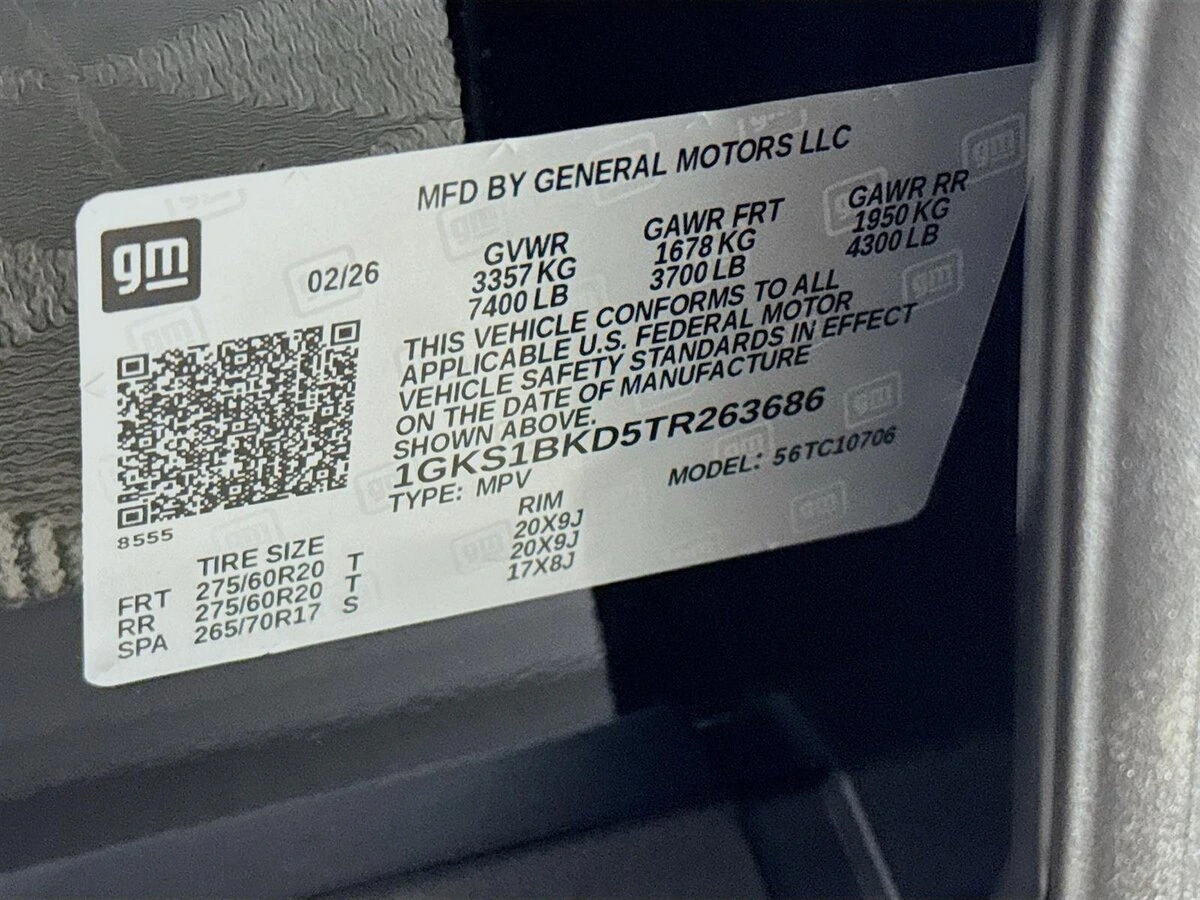 MFD BY GENERAL MOTORS LLC
gm
02/26
GVWR
3357 KG
7400 LB
GAWR FRT
1678 KG
3700 LB
GAWR RR
1950 KG
4300 LB
THIS VEHICLE CONFORMS TO ALL
APPLICABLE U.S. FEDERAL MOTOR
VEHICLE SAFETY STANDARDS IN EFFECT
ON THE DATE OF MANUFACTURE
SHOWN ABOVE.
1GKS1BKD5TR263686
TYPE: MPV
MODEL: 56TC10706
8555
TIRE SIZE RIM
FRT 275/60R20 T 20X9J
RR 275/60R20 T 20X9J
SPA 265/70R17 S 17X8J